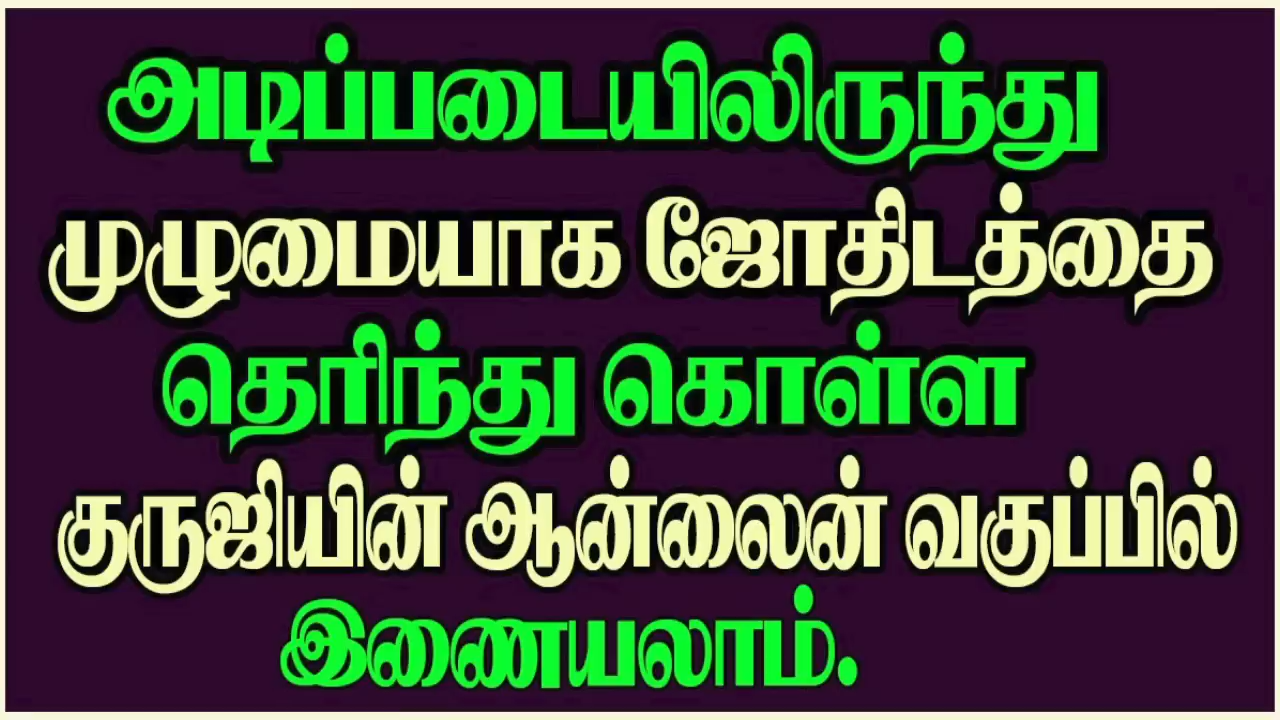 அடிப்படையிலிருந்து
முழுமையாக ஜோதிடத்தை
தெரிந்து கொள்ள
குருஜியின் ஆன்லைன் வகுப்பில்
இணையலாம்.